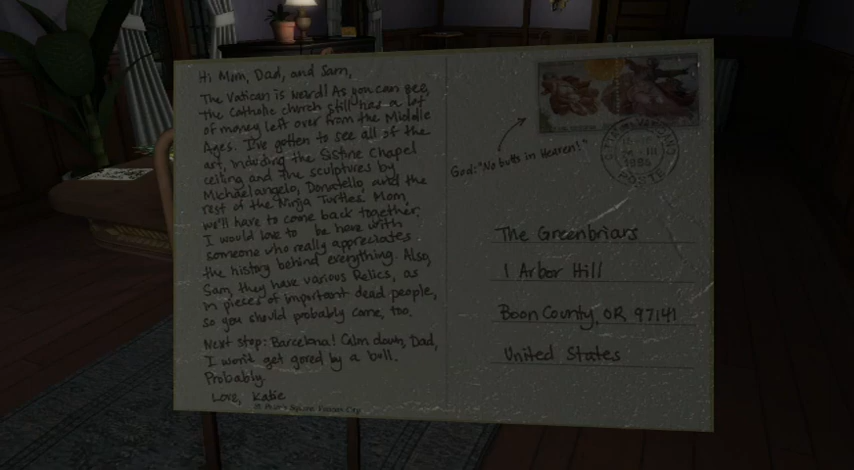 Hi Mom, Dad, and Sam,
The Vatican is weird! As you can see,
the Catholic church still has a lot
of money left over from the Middle
Ages. I've gotten to see all of the
art, including the Sistine Chapel
ceiling and the sculptures by
Michaelangelo, Donatello, and the
rest of the Ninja Turtles. Mom,
we'll have to come back together.
I would love to be here with
someone who really appreciates
the history behind everything. Also,
Sam, they have various Relics, as
in pieces of important dead people,
so you should probably come, too.
Next stop: Barcelona! Calm down, Dad,
I won't get gored by a bull.
Probably.
Love, Katie
Vatican City
God: "No butts in Heaven!"
POSTE
The Greenbriars
1 Arbor Hill
Boon County, OR 97141
United States